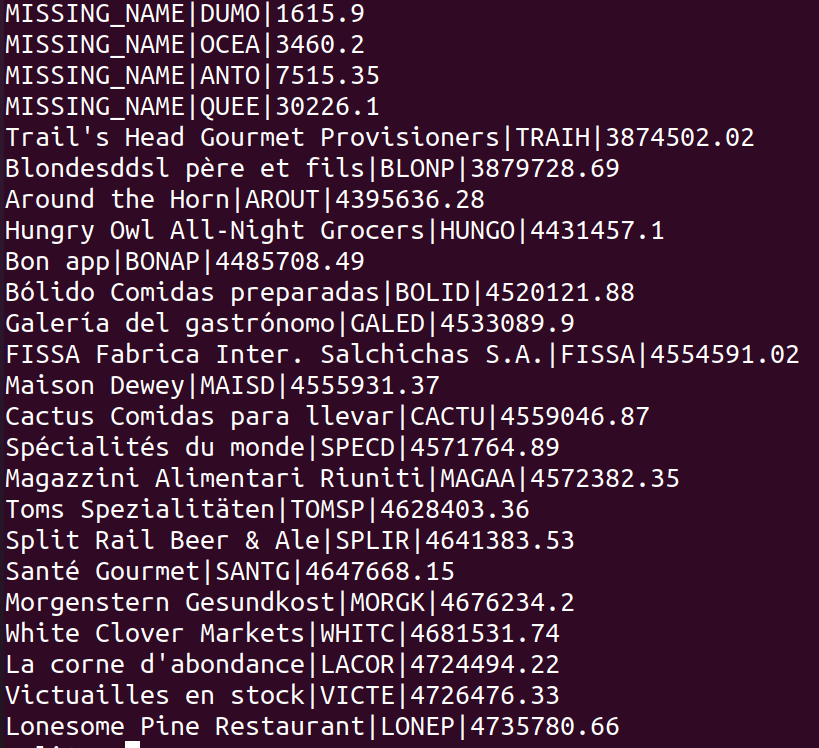 MISSING_NAME|DUMO|1615.9
MISSING_NAME|OCEA|3460.2
MISSING_NAME|ANTO|7515.35
MISSING_NAME|QUEE|30226.1
Trail's Head Gourmet Provisioners|TRAIH|3874502.02
Blondesddsl père et fils|BLONP|3879728.69
Around the Horn|AROUT|4395636.28
Hungry Owl All-Night Grocers|HUNGO|4431457.1
Bon app|BONAP|4485708.49
Bólido Comidas preparadas|BOLID|4520121.88
Galería del gastrónomo|GALED|4533089.9
FISSA Fabrica Inter. Salchichas S.A.|FISSA|4554591.02
Maison Dewey|MAISD|4555931.37
Cactus Comidas para llevar|CACTU|4559046.87
Spécialités du monde|SPECD|4571764.89
Magazzini Alimentari Riuniti|MAGAA|4572382.35
Toms Spezialitäten|TOMSP|4628403.36
Split Rail Beer & Ale|SPLIR|4641383.53
Santé Gourmet|SANTG|4647668.15
Morgenstern Gesundkost|MORGK|4676234.2
White Clover Markets|WHITC|4681531.74
La corne d'abondance|LACOR|4724494.22
Victuailles en stock|VICTE|4726476.33
Lonesome Pine Restaurant|LONEP|4735780.66